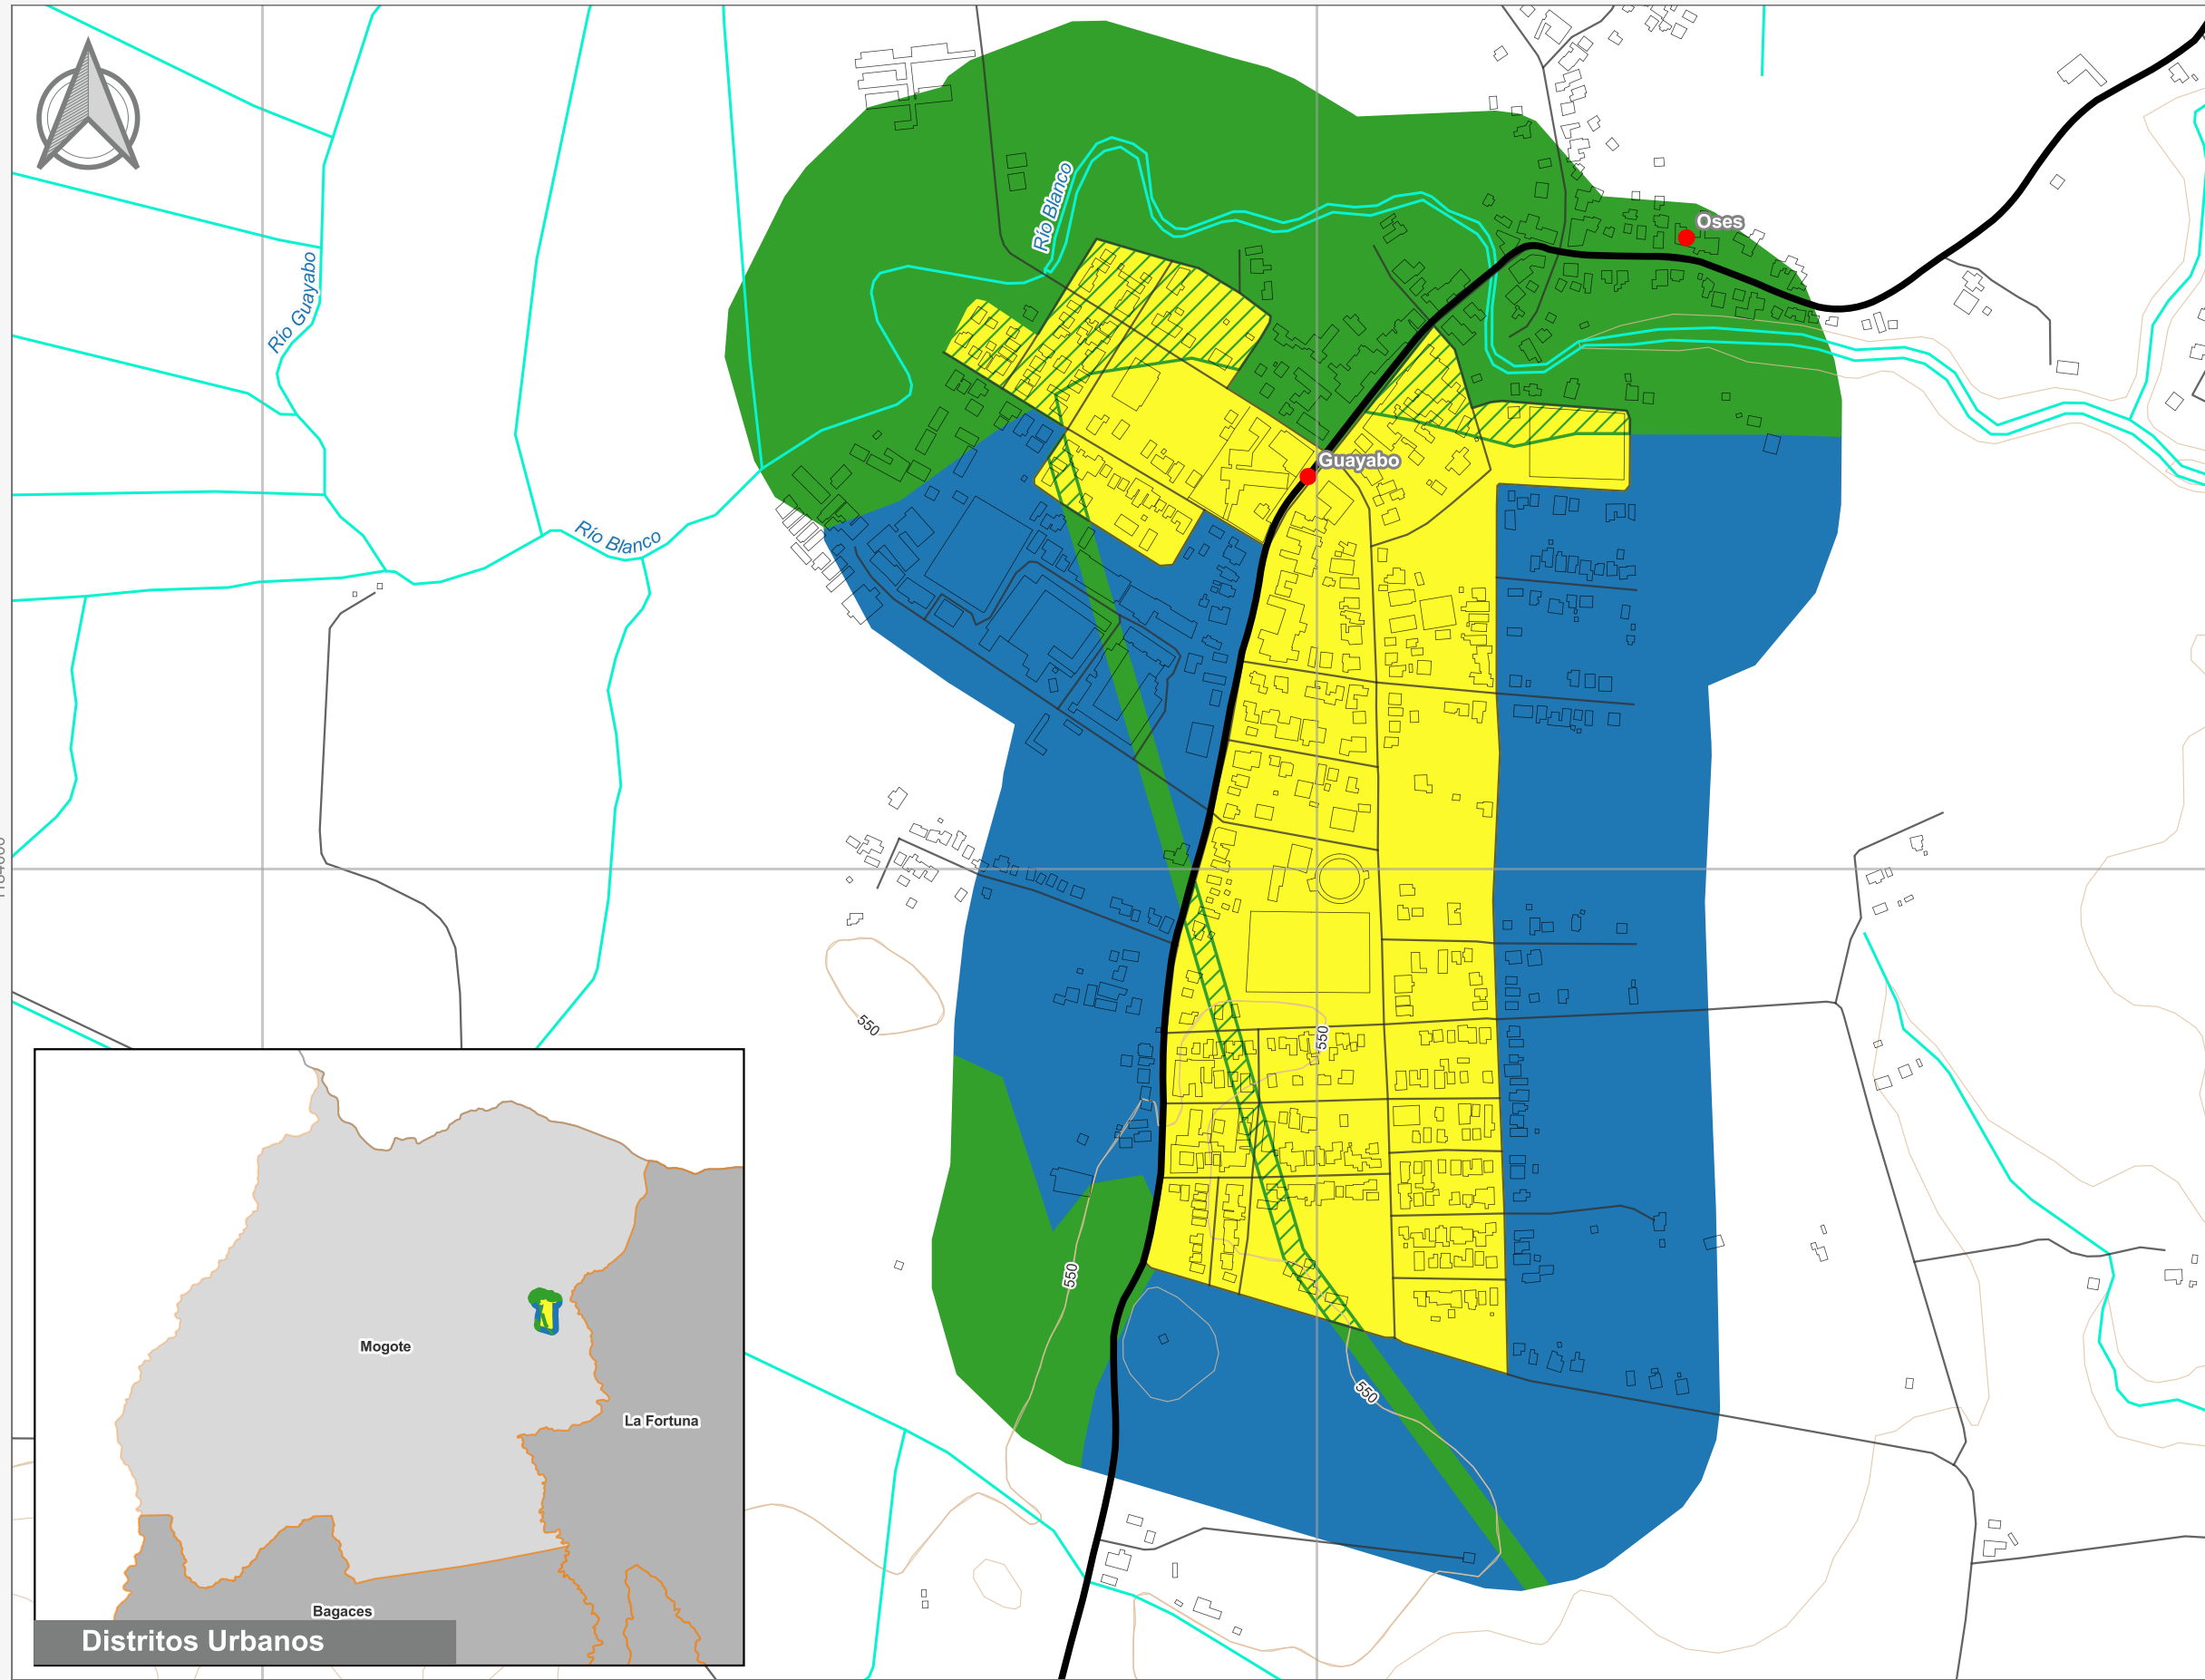 Oses
Río Blanco
Río Guayabo
Guayabo
Río Blanco
550
550
550
550
Mogote
La Fortuna
Bagaces
Distritos Urbanos